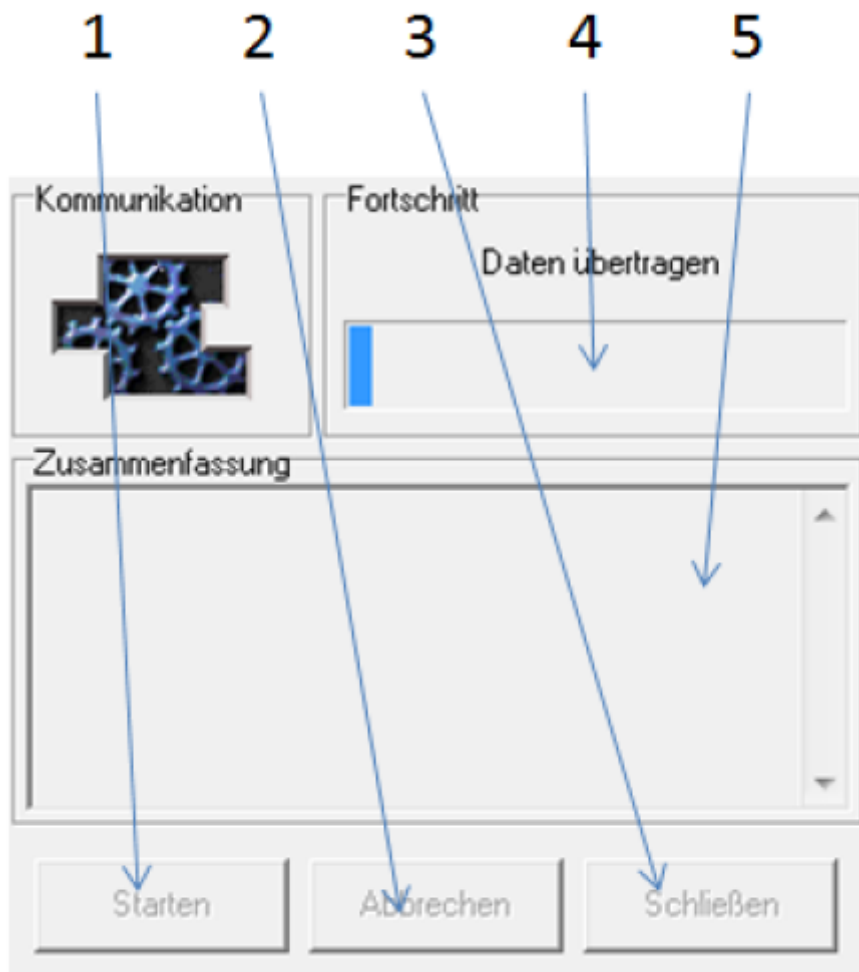 1 2 3 4 5
Kommunikation Fortschritt
Daten übertragen
Zusammenfassung
Starten Abbrechen Schließen